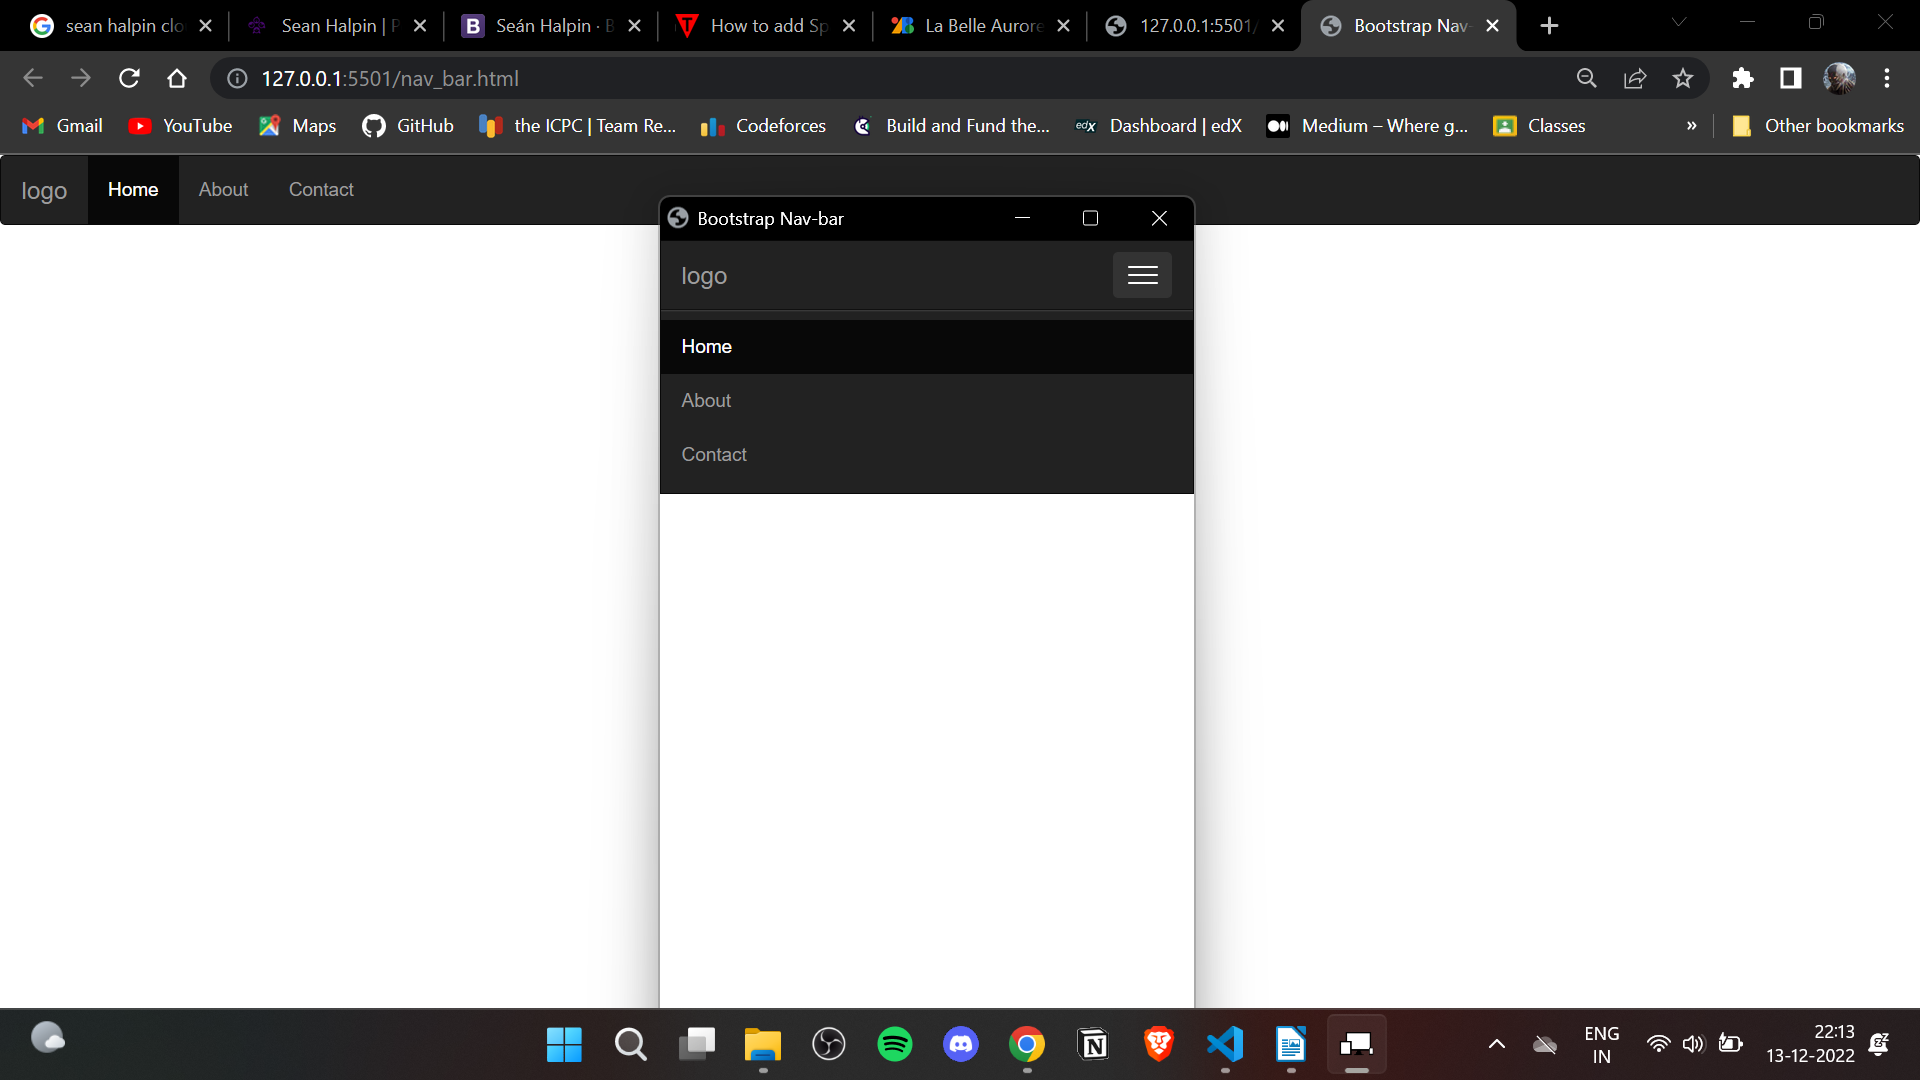 sean halpin clo
Sean Halpin | P
B Seán Halpin · B
How to add Sp
La Belle Aurore
127.0.0.1:5501/
Bootstrap Nav-
127.0.0.1:5501/nav_bar.html
Gmail
YouTube
Maps
GitHub
the ICPC | Team Re...
Codeforces
Build and Fund the...
edX Dashboard | edX
Medium – Where g...
Classes
»
Other bookmarks
logo
Home
About
Contact
Bootstrap Nav-bar
logo
Home
About
Contact
ENG
IN
22:13
13-12-2022